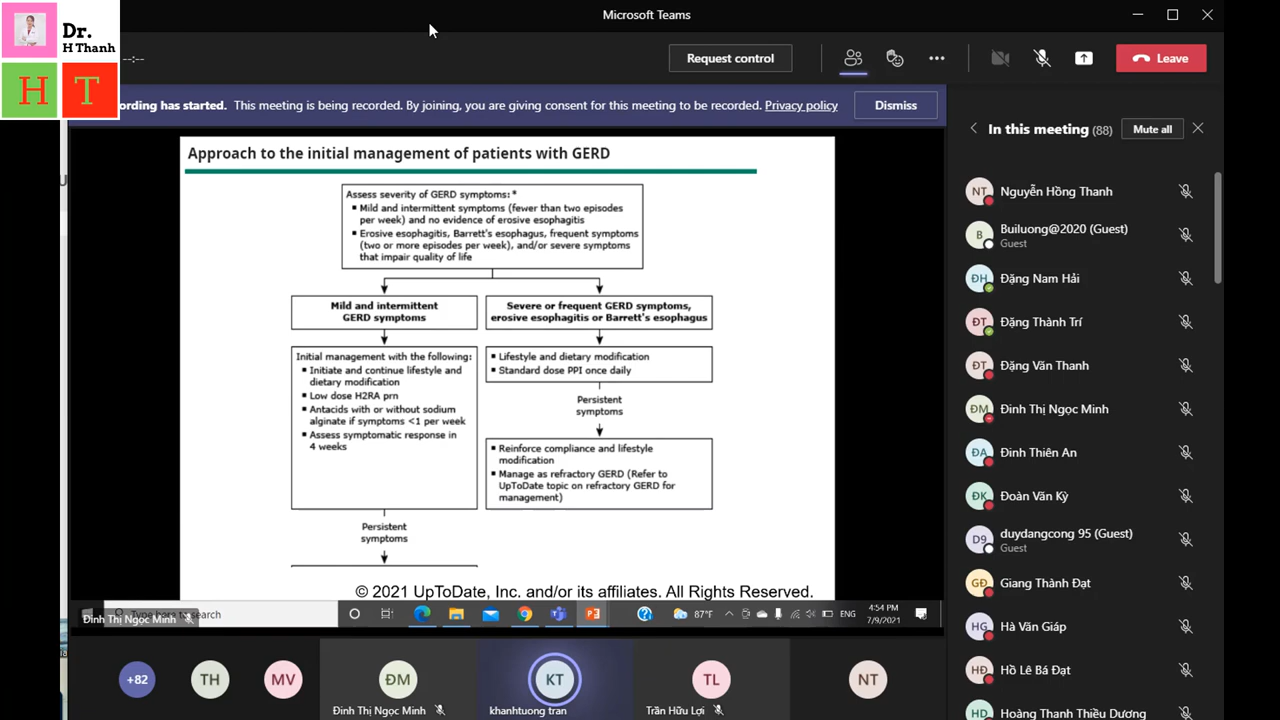 Dr.
H Thanh
H T
Microsoft Teams
--:--
Request control
Leave
ording has started. This meeting is being recorded. By joining, you are giving consent for this meeting to be recorded. Privacy policy
Dismiss
In this meeting (88)
Mute all
Approach to the initial management of patients with GERD
Assess severity of GERD symptoms:*
▪ Mild and intermittent symptoms (fewer than two episodes
per week) and no evidence of erosive esophagitis
▪ Erosive esophagitis, Barrett's esophagus, frequent symptoms
(two or more episodes per week), and/or severe symptoms
that impair quality of life
Mild and intermittent
GERD symptoms
Severe or frequent GERD symptoms,
erosive esophagitis or Barrett's esophagus
Initial management with the following:
▪ Initiate and continue lifestyle and
dietary modification
▪ Low dose H2RA prn
▪ Antacids with or without sodium
alginate if symptoms <1 per week
▪ Assess symptomatic response in
4 weeks
▪ Lifestyle and dietary modification
▪ Standard dose PPI once daily
Persistent
symptoms
▪ Reinforce compliance and lifestyle
modification
▪ Manage as refractory GERD (Refer to
UpToDate topic on refractory GERD for
management)
Persistent
symptoms
© 2021 UpToDate, Inc. and/or its affiliates. All Rights Reserved.
Type here to search
87°F
ENG
4:54 PM
7/9/2021
Đinh Thị Ngọc Minh
NT Nguyễn Hồng Thanh
B Builuong@2020 (Guest)
Guest
ĐH Đặng Nam Hải
ĐT Đặng Thành Trí
ĐT Đặng Văn Thanh
ĐM Đinh Thị Ngọc Minh
ĐA Đinh Thiên An
ĐK Đoàn Văn Kỳ
D9 duydangcong 95 (Guest)
Guest
GĐ Giang Thành Đạt
HG Hà Văn Giáp
HĐ Hồ Lê Bá Đạt
HD Hoàng Thanh Thiều Dương
+82
TH
MV
ĐM
Đinh Thị Ngọc Minh
KT
khanhtuong tran
TL
Trần Hữu Lợi
NT